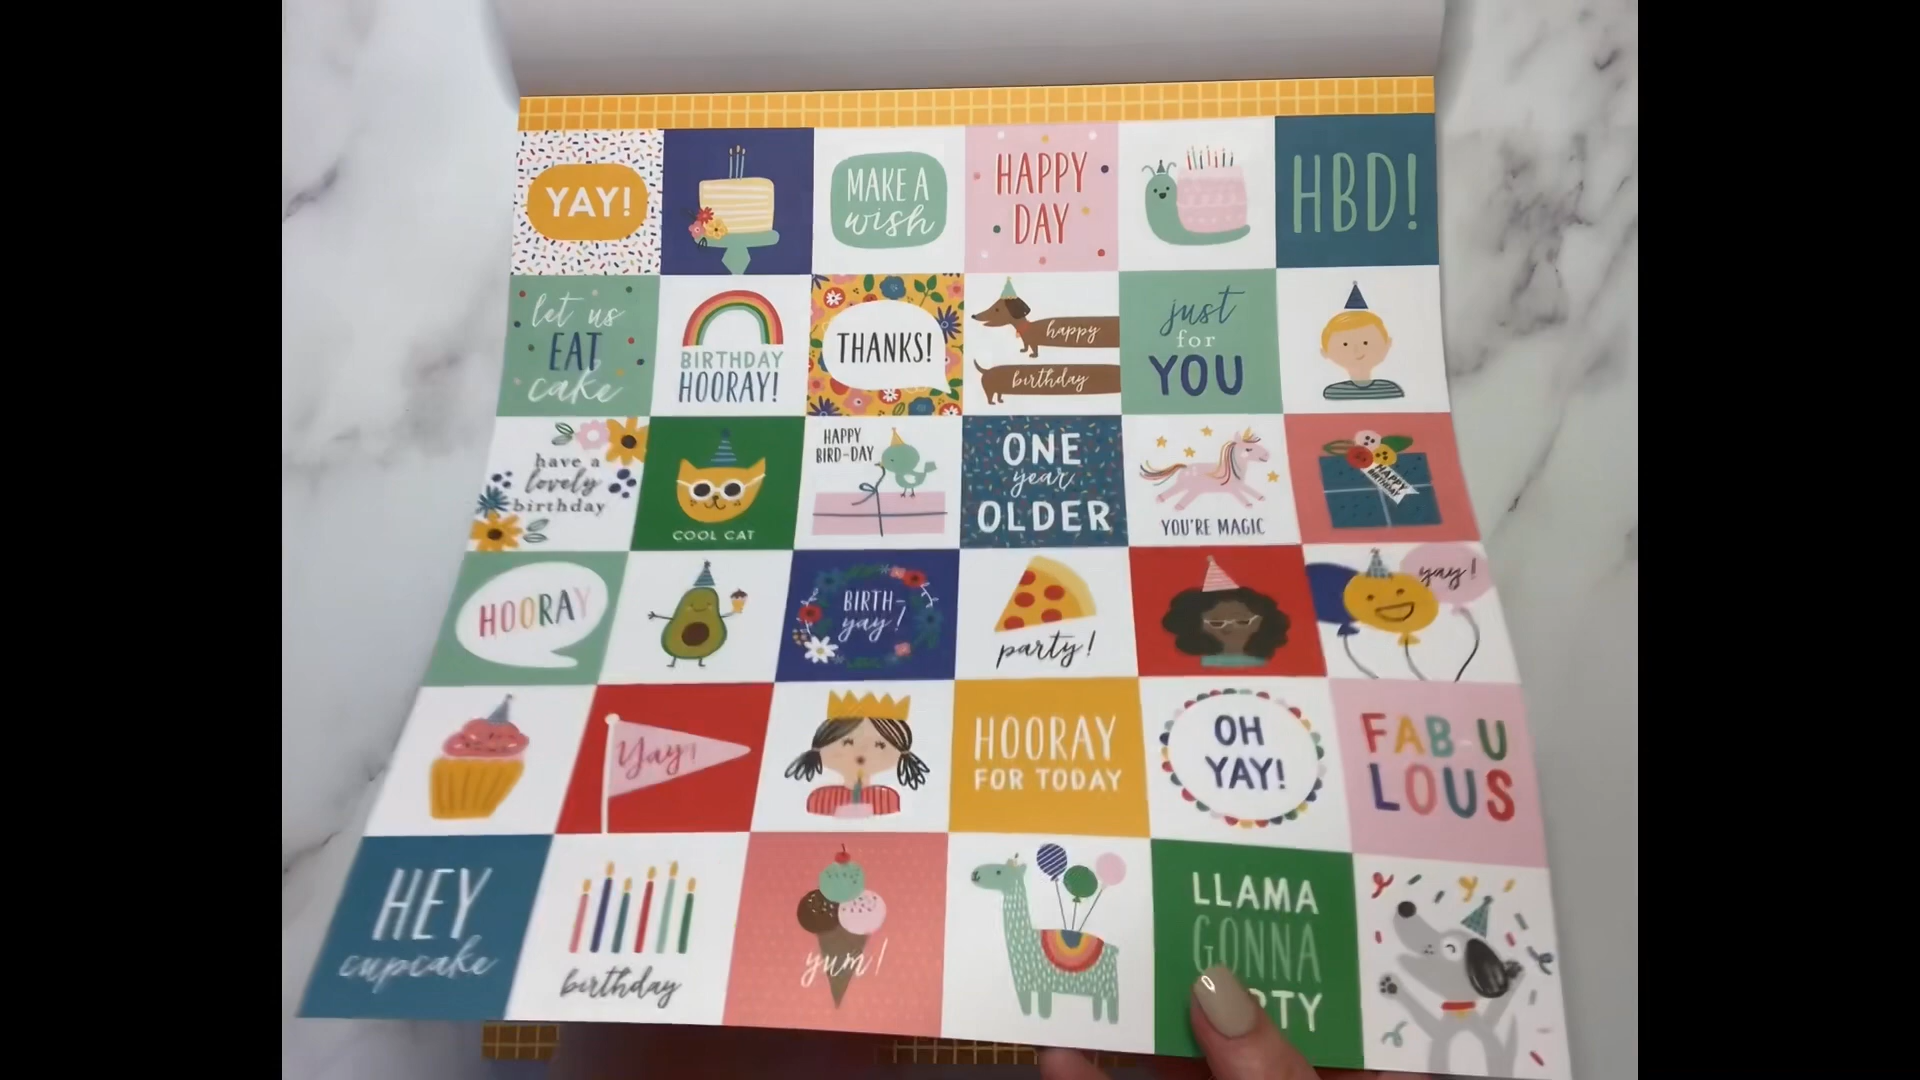 YAY!
MAKE A
wish
HAPPY
DAY
HBD!
let us
EAT
cake
BIRTHDAY
HOORAY!
THANKS!
happy
birthday
just
for
YOU
have a
lovely
birthday
COOL CAT
HAPPY
BIRD-DAY
ONE
year
OLDER
YOU'RE MAGIC
HAPPY
BIRTHDAY
HOORAY
BIRTH-
yay!
party!
yay!
Yay!
HOORAY
FOR TODAY
OH
YAY!
FAB-U
LOUS
HEY
cupcake
birthday
yum!
LLAMA
GONNA